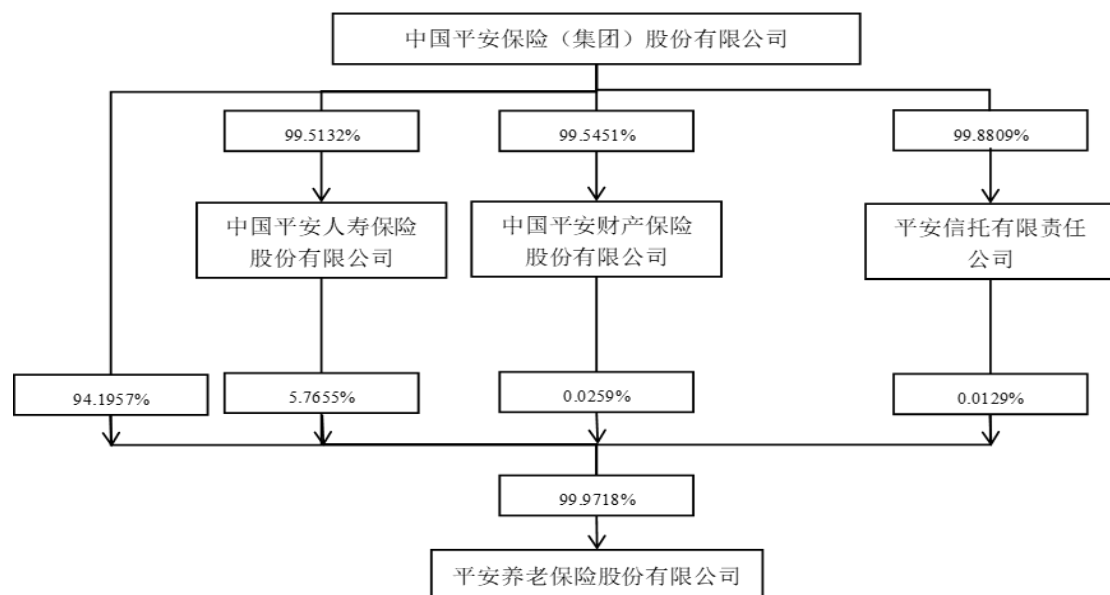 中国平安保险（集团）股份有限公司
99.5132%
99.5451%
99.8809%
中国平安人寿保险
股份有限公司
中国平安财产保险
股份有限公司
平安信托有限责任
公司
94.1957%
5.7655%
0.0259%
0.0129%
99.9718%
平安养老保险股份有限公司